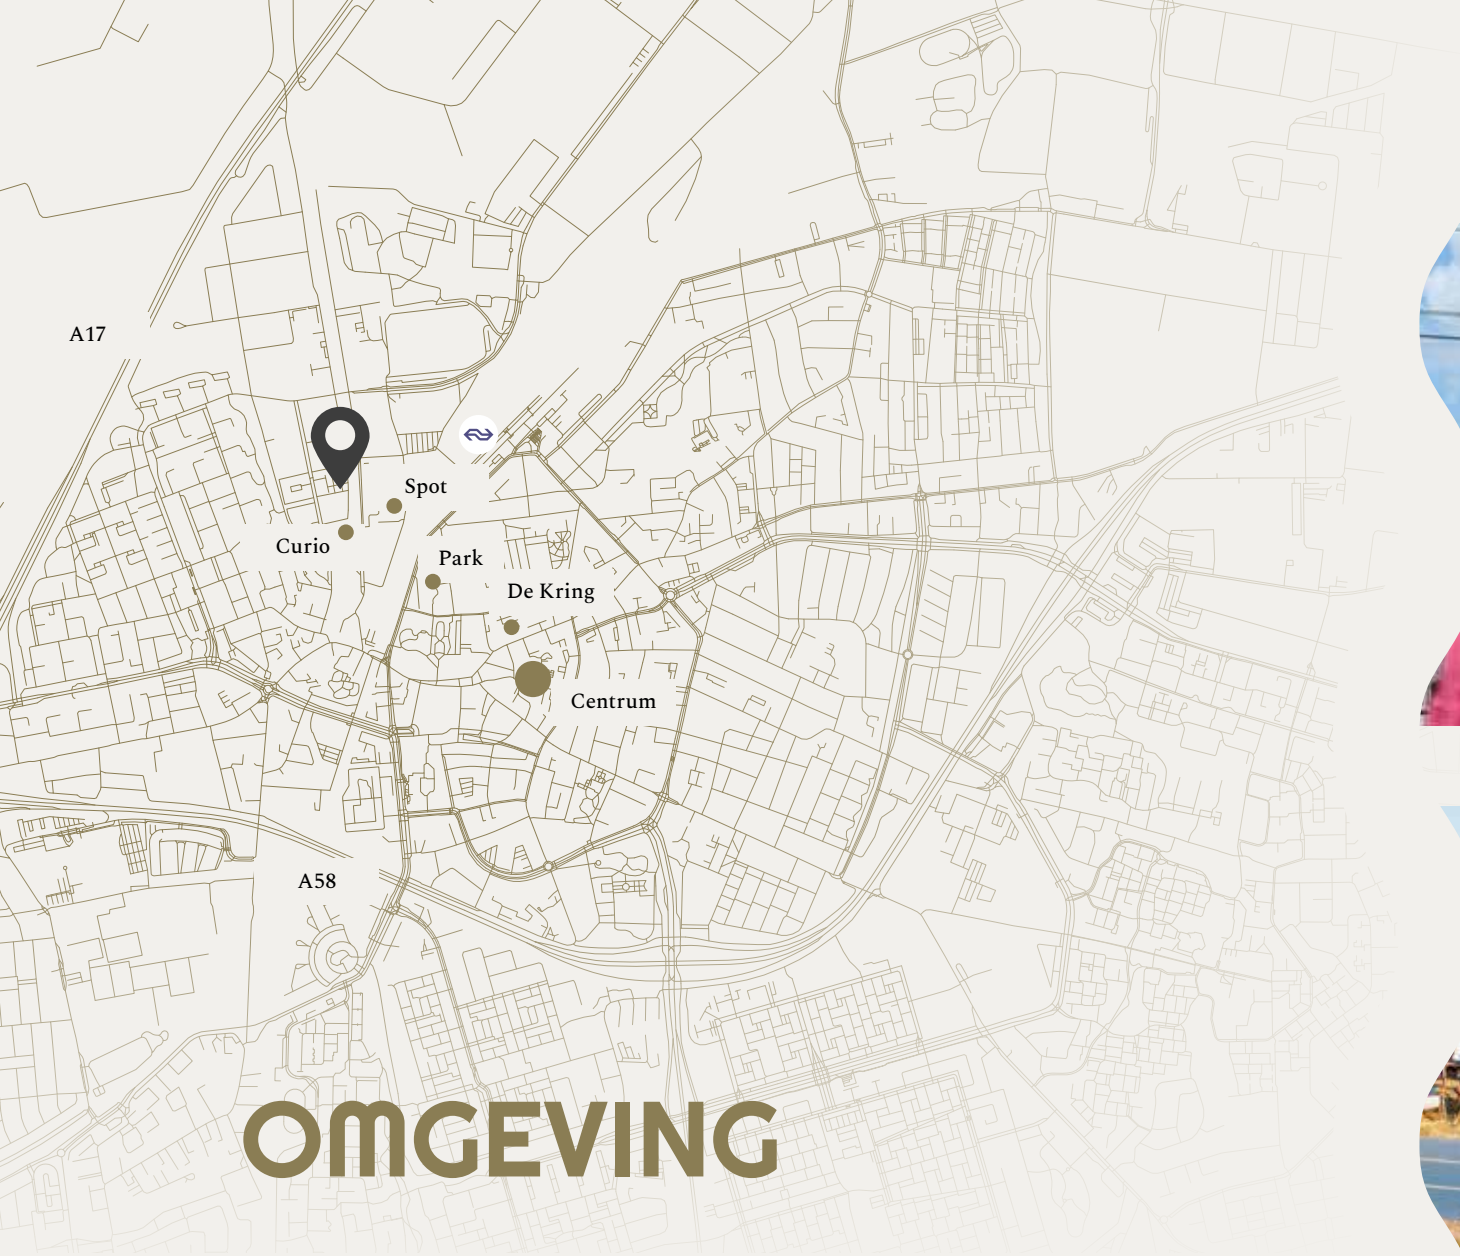 A17
Spot
Curio
Park
De Kring
Centrum
A58
OMGEVING